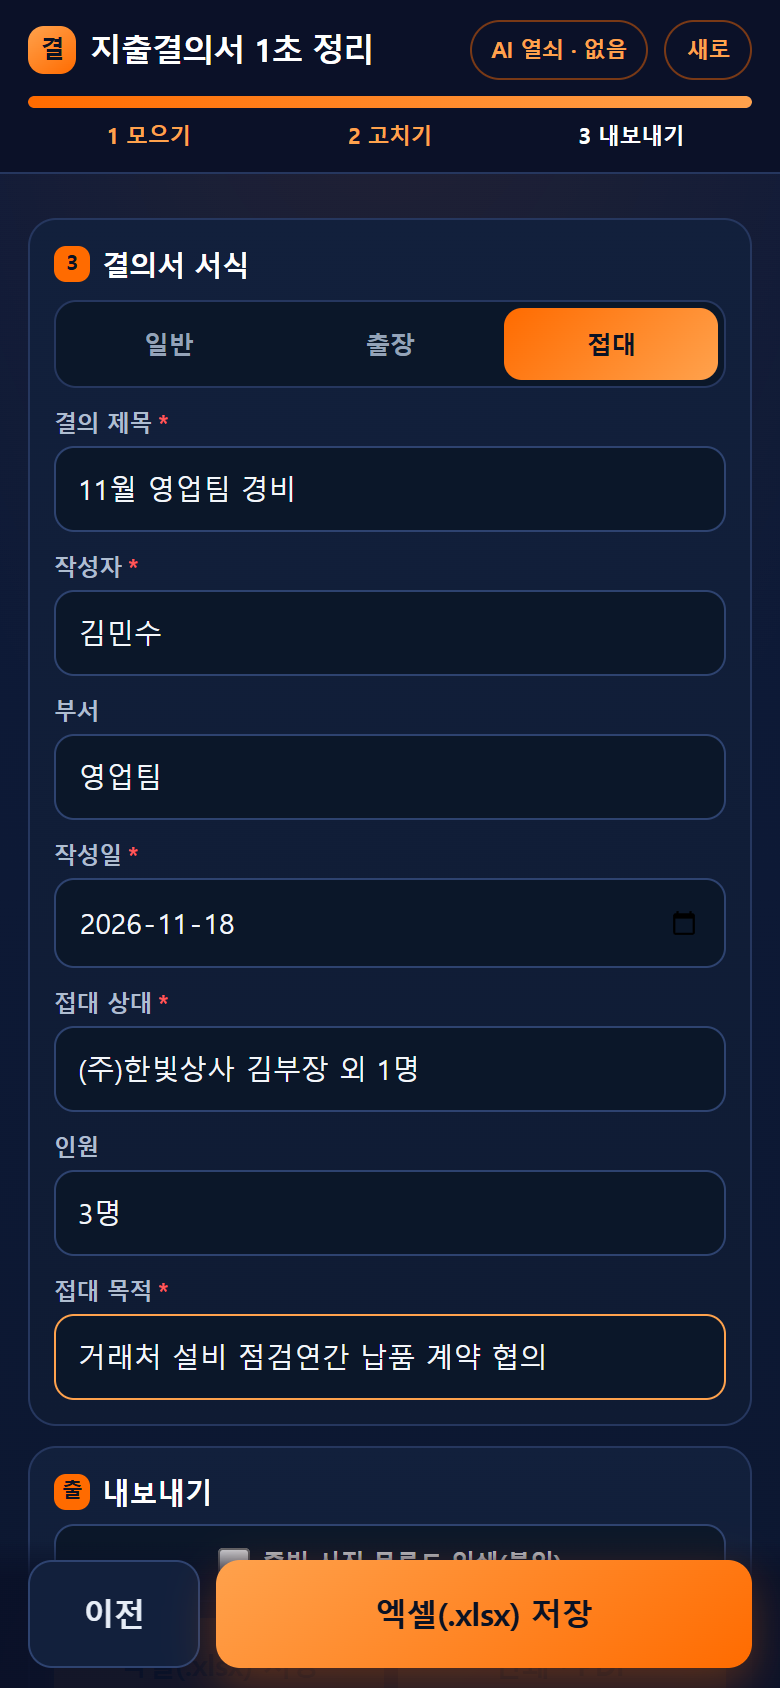 결 지출결의서 1초 정리 AI 열쇠 · 없음 새로
1 모으기 2 고치기 3 내보내기
3 결의서 서식
일반 출장 접대
결의 제목 *
11월 영업팀 경비
작성자 *
김민수
부서
영업팀
작성일 *
2026-11-18
접대 상대 *
(주)한빛상사 김부장 외 1명
인원
3명
접대 목적 *
거래처 설비 점검연간 납품 계약 협의
출 내보내기
이전 엑셀(.xlsx) 저장